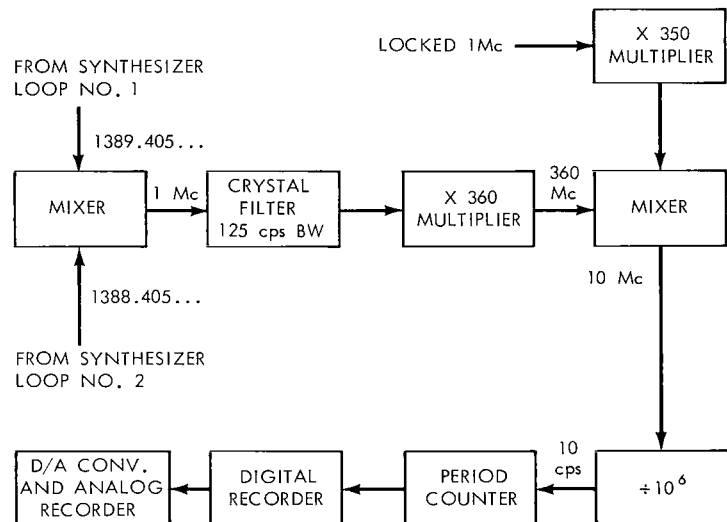 LOCKED 1Mc
X 350
MULTIPLIER
FROM SYNTHESIZER
LOOP NO. 1
1389.405...
MIXER
1 Mc
CRYSTAL
FILTER
125 cps BW
X 360
MULTIPLIER
360
Mc
MIXER
1388.405...
10 Mc
FROM SYNTHESIZER
LOOP NO. 2
D/A CONV.
AND ANALOG
RECORDER
DIGITAL
RECORDER
PERIOD
COUNTER
10
cps
÷10⁶